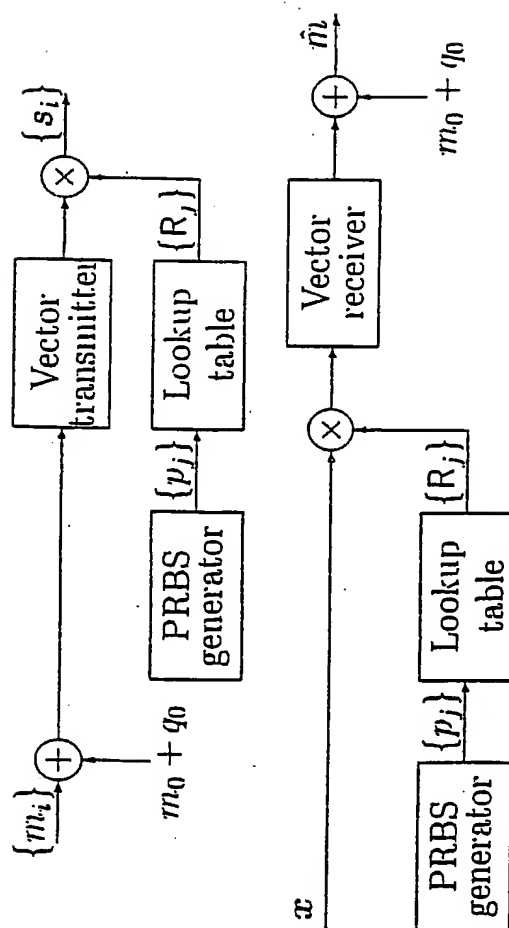 {m_i}
m_0 + q_0
Vector
transmitter
{s_i}
PRBS
generator
{p_j}
Lookup
table
{R_j}
x
PRBS
generator
{p_j}
Lookup
table
{R_j}
Vector
receiver
m̂
m_0 + q_0